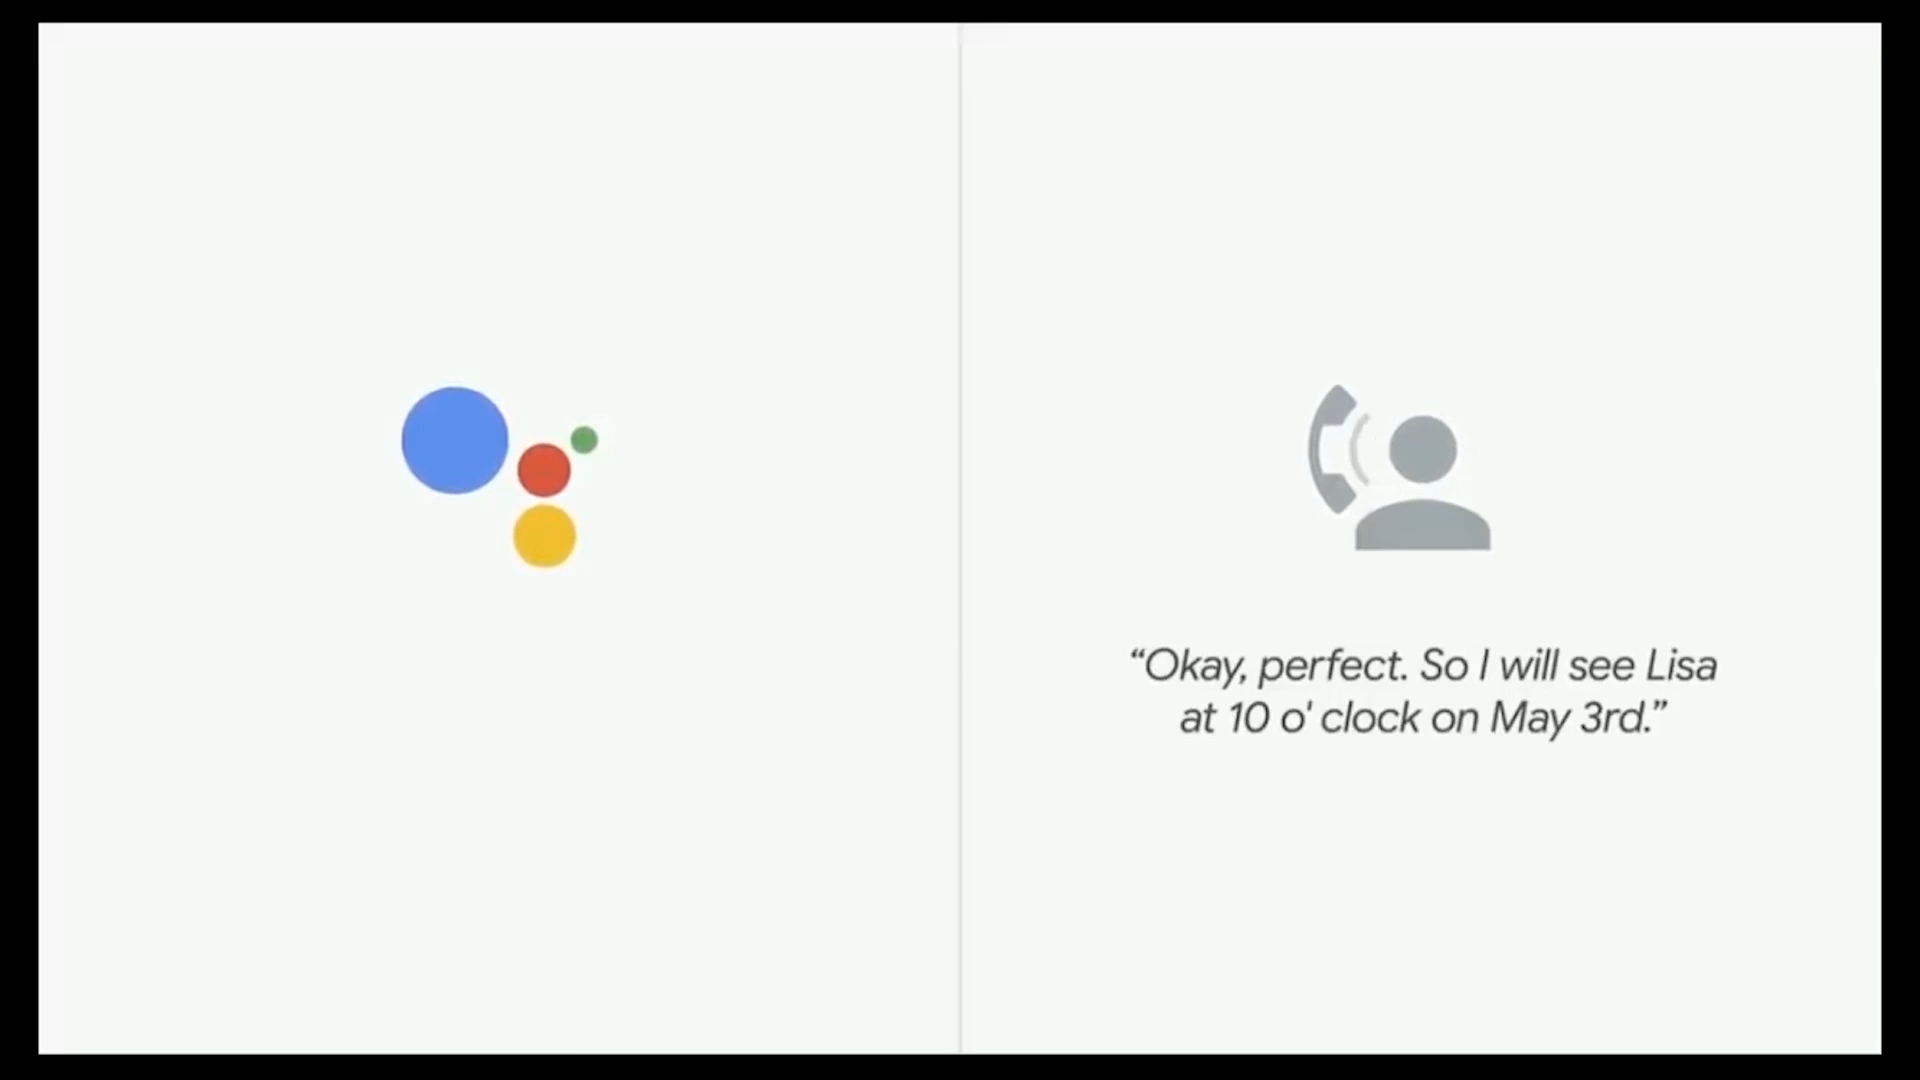 “Okay, perfect. So I will see Lisa
at 10 o' clock on May 3rd.”